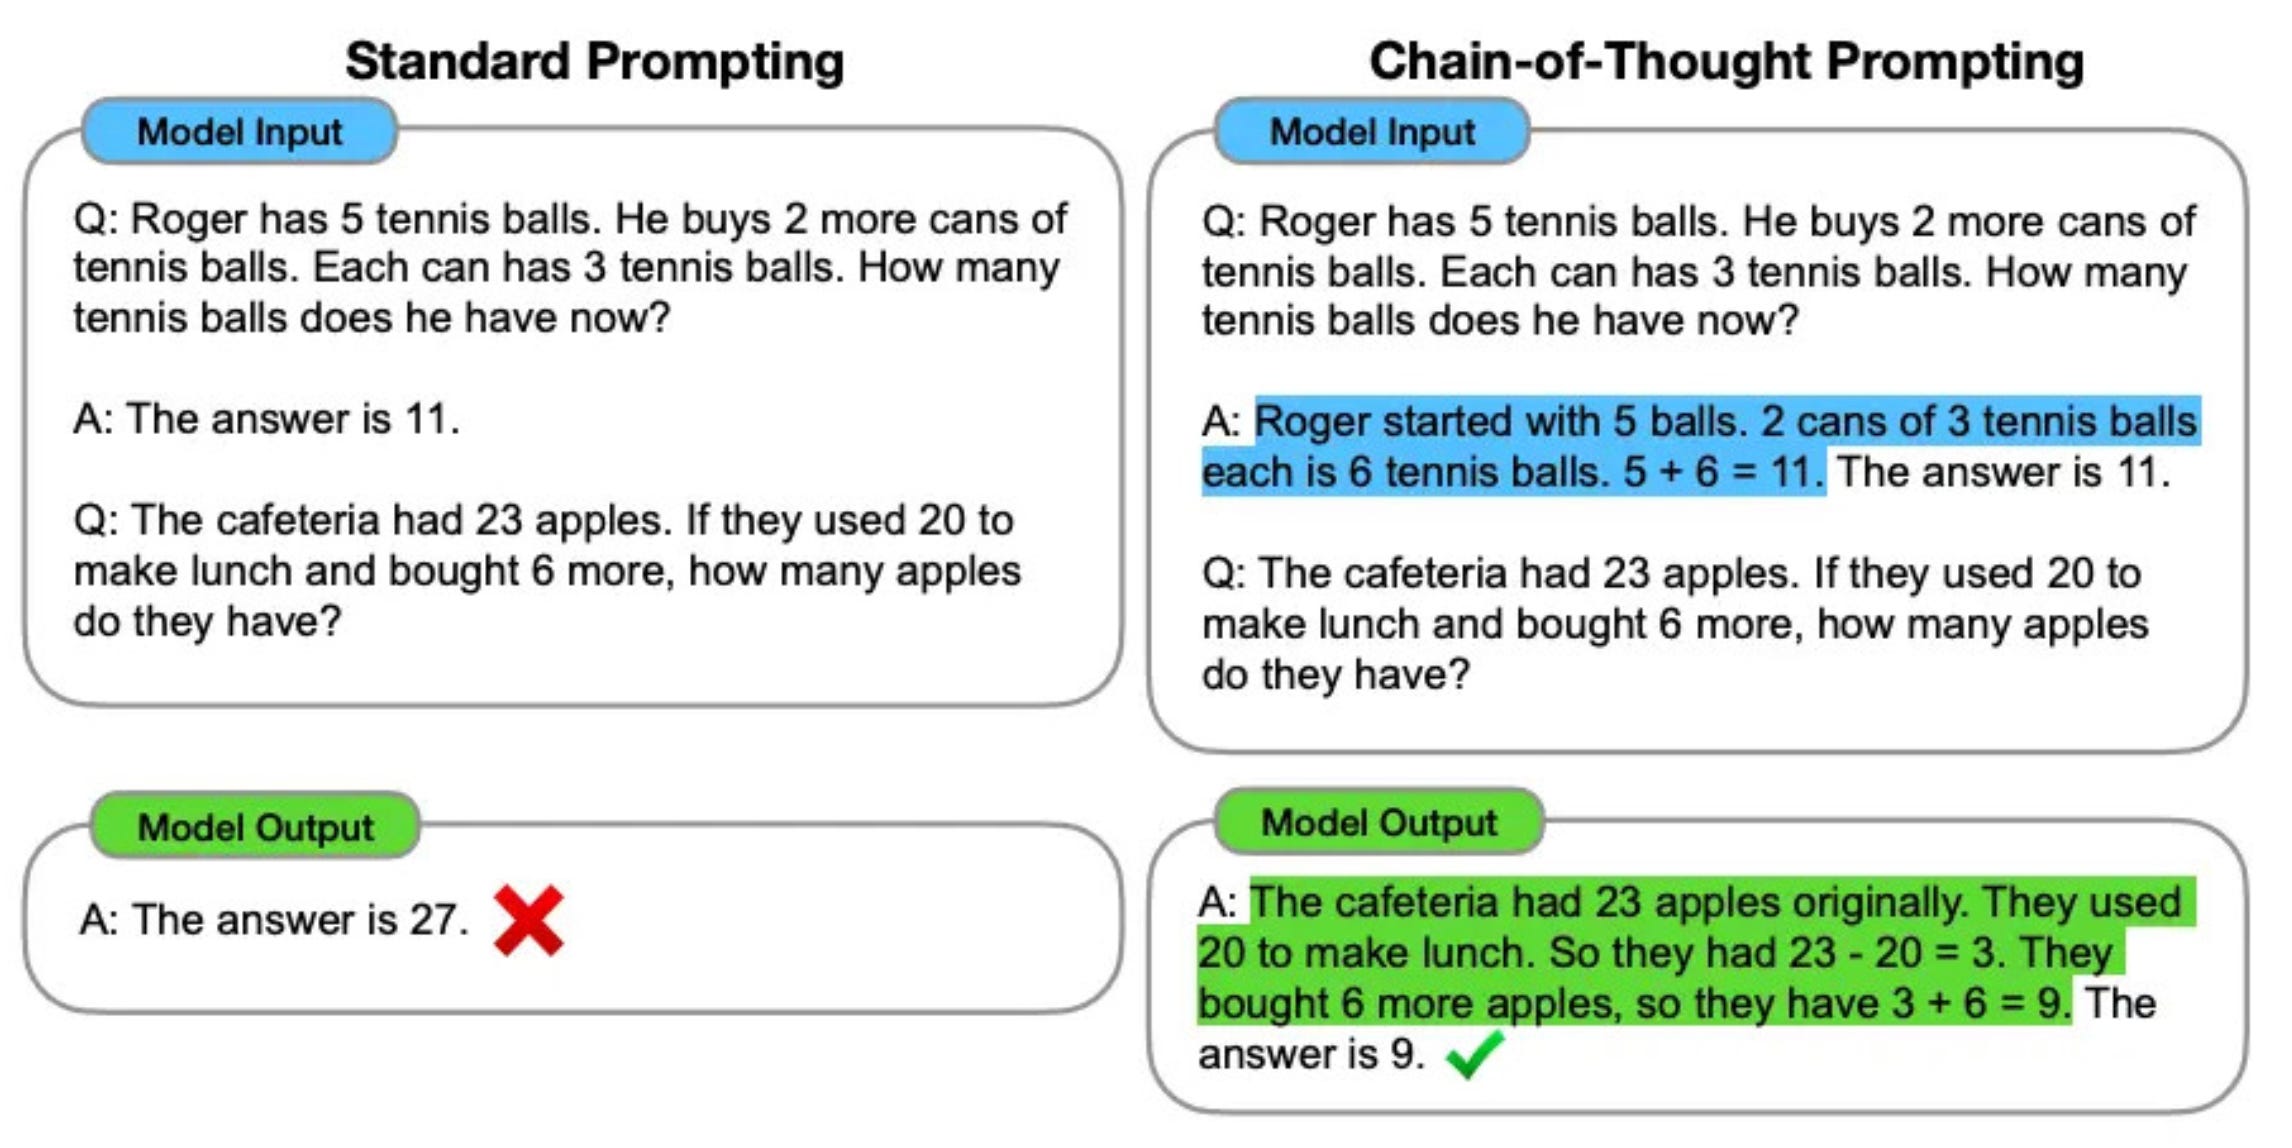 Standard Prompting
Model Input
Q: Roger has 5 tennis balls. He buys 2 more cans of
tennis balls. Each can has 3 tennis balls. How many
tennis balls does he have now?
A: The answer is 11.
Q: The cafeteria had 23 apples. If they used 20 to
make lunch and bought 6 more, how many apples
do they have?
Model Output
A: The answer is 27.
Chain-of-Thought Prompting
Model Input
Q: Roger has 5 tennis balls. He buys 2 more cans of
tennis balls. Each can has 3 tennis balls. How many
tennis balls does he have now?
A: Roger started with 5 balls. 2 cans of 3 tennis balls
each is 6 tennis balls. 5 + 6 = 11. The answer is 11.
Q: The cafeteria had 23 apples. If they used 20 to
make lunch and bought 6 more, how many apples
do they have?
Model Output
A: The cafeteria had 23 apples originally. They used
20 to make lunch. So they had 23 - 20 = 3. They
bought 6 more apples, so they have 3 + 6 = 9. The
answer is 9.